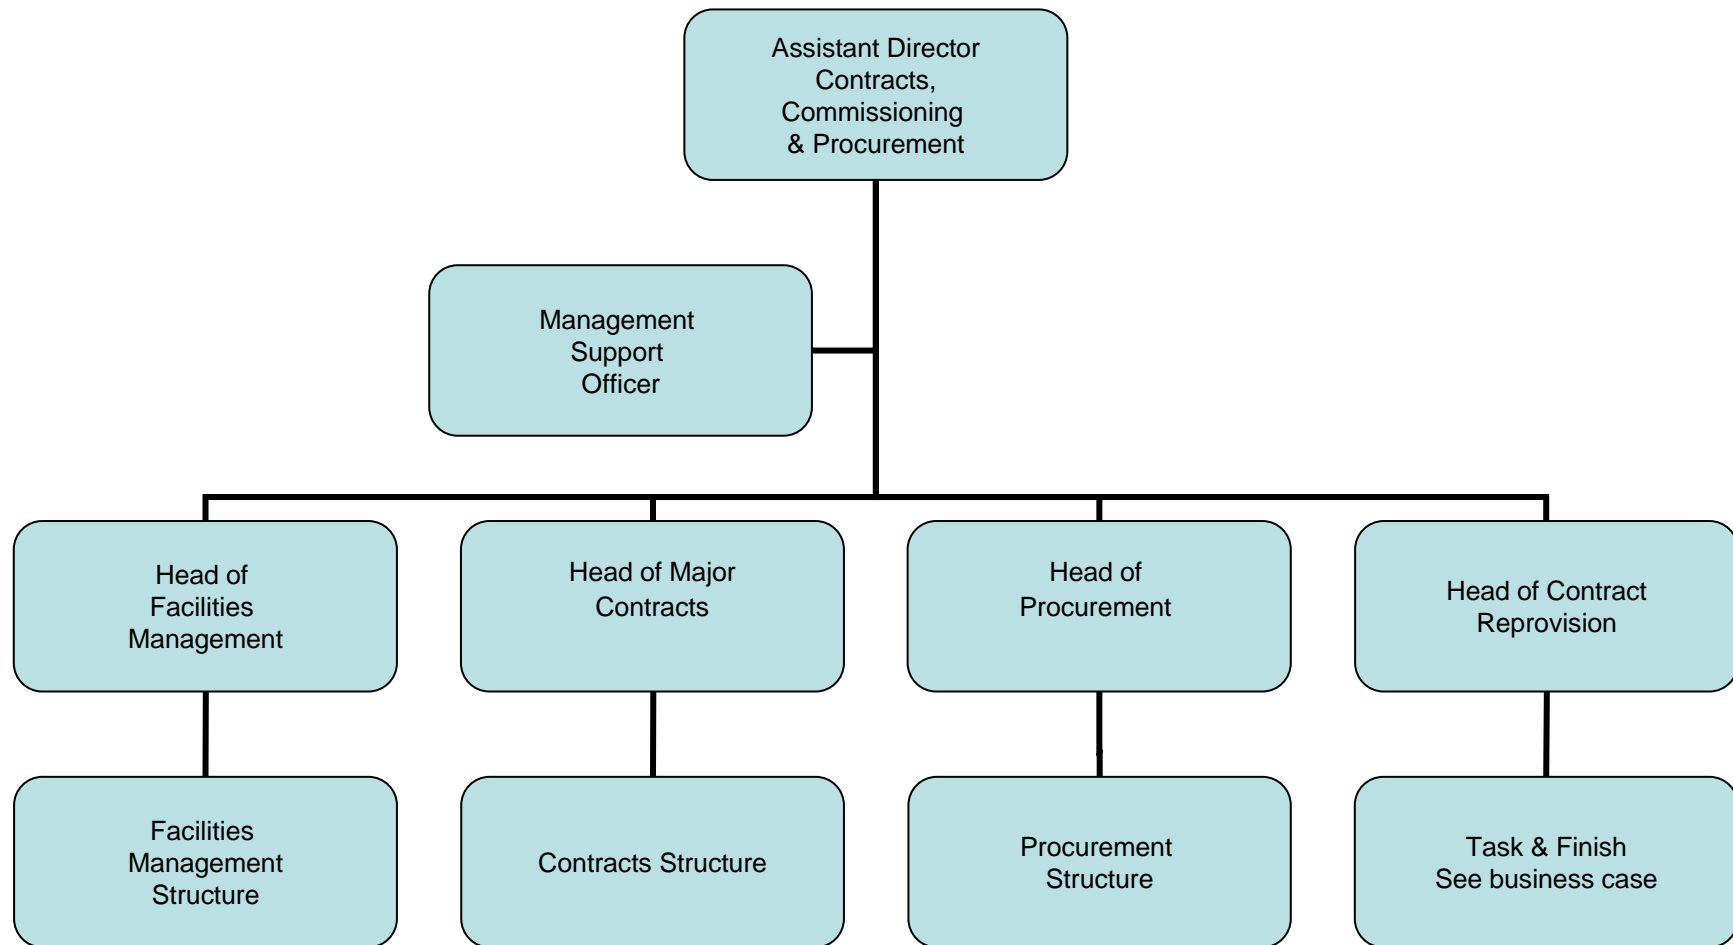 Assistant Director
Contracts,
Commissioning
& Procurement
Management
Support
Officer
Head of
Facilities
Management
Head of Major
Contracts
Head of
Procurement
Head of Contract
Reprovision
Facilities
Management
Structure
Contracts Structure
Procurement
Structure
Task & Finish
See business case